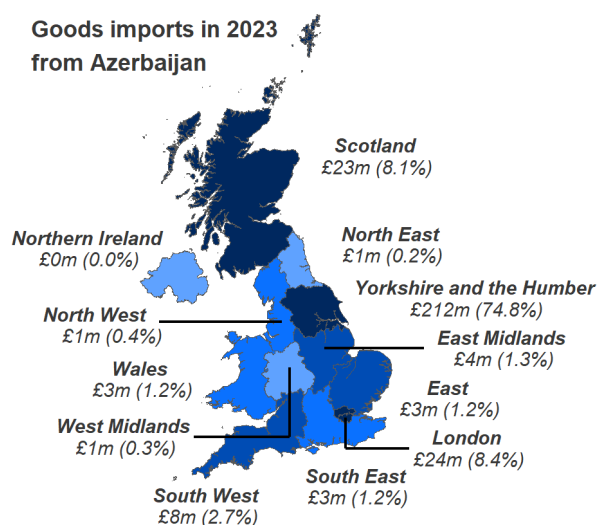 Goods imports in 2023
from Azerbaijan
Scotland
£23m (8.1%)
Northern Ireland
£0m (0.0%)
North East
£1m (0.2%)
Yorkshire and the Humber
£212m (74.8%)
North West
£1m (0.4%)
East Midlands
£4m (1.3%)
Wales
£3m (1.2%)
East
£3m (1.2%)
West Midlands
£1m (0.3%)
London
£24m (8.4%)
South East
£3m (1.2%)
South West
£8m (2.7%)